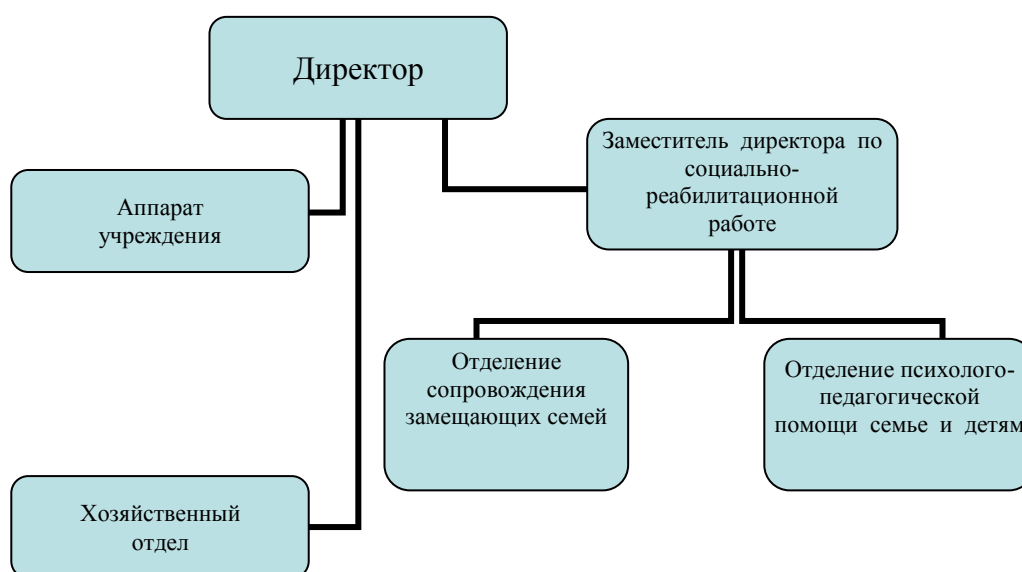 Директор
Заместитель директора по
социально-
реабилитационной
работе
Аппарат
учреждения
Отделение
сопровождения
замещающих семей
Отделение психолого-
педагогической
помощи семье и детям
Хозяйственный
отдел